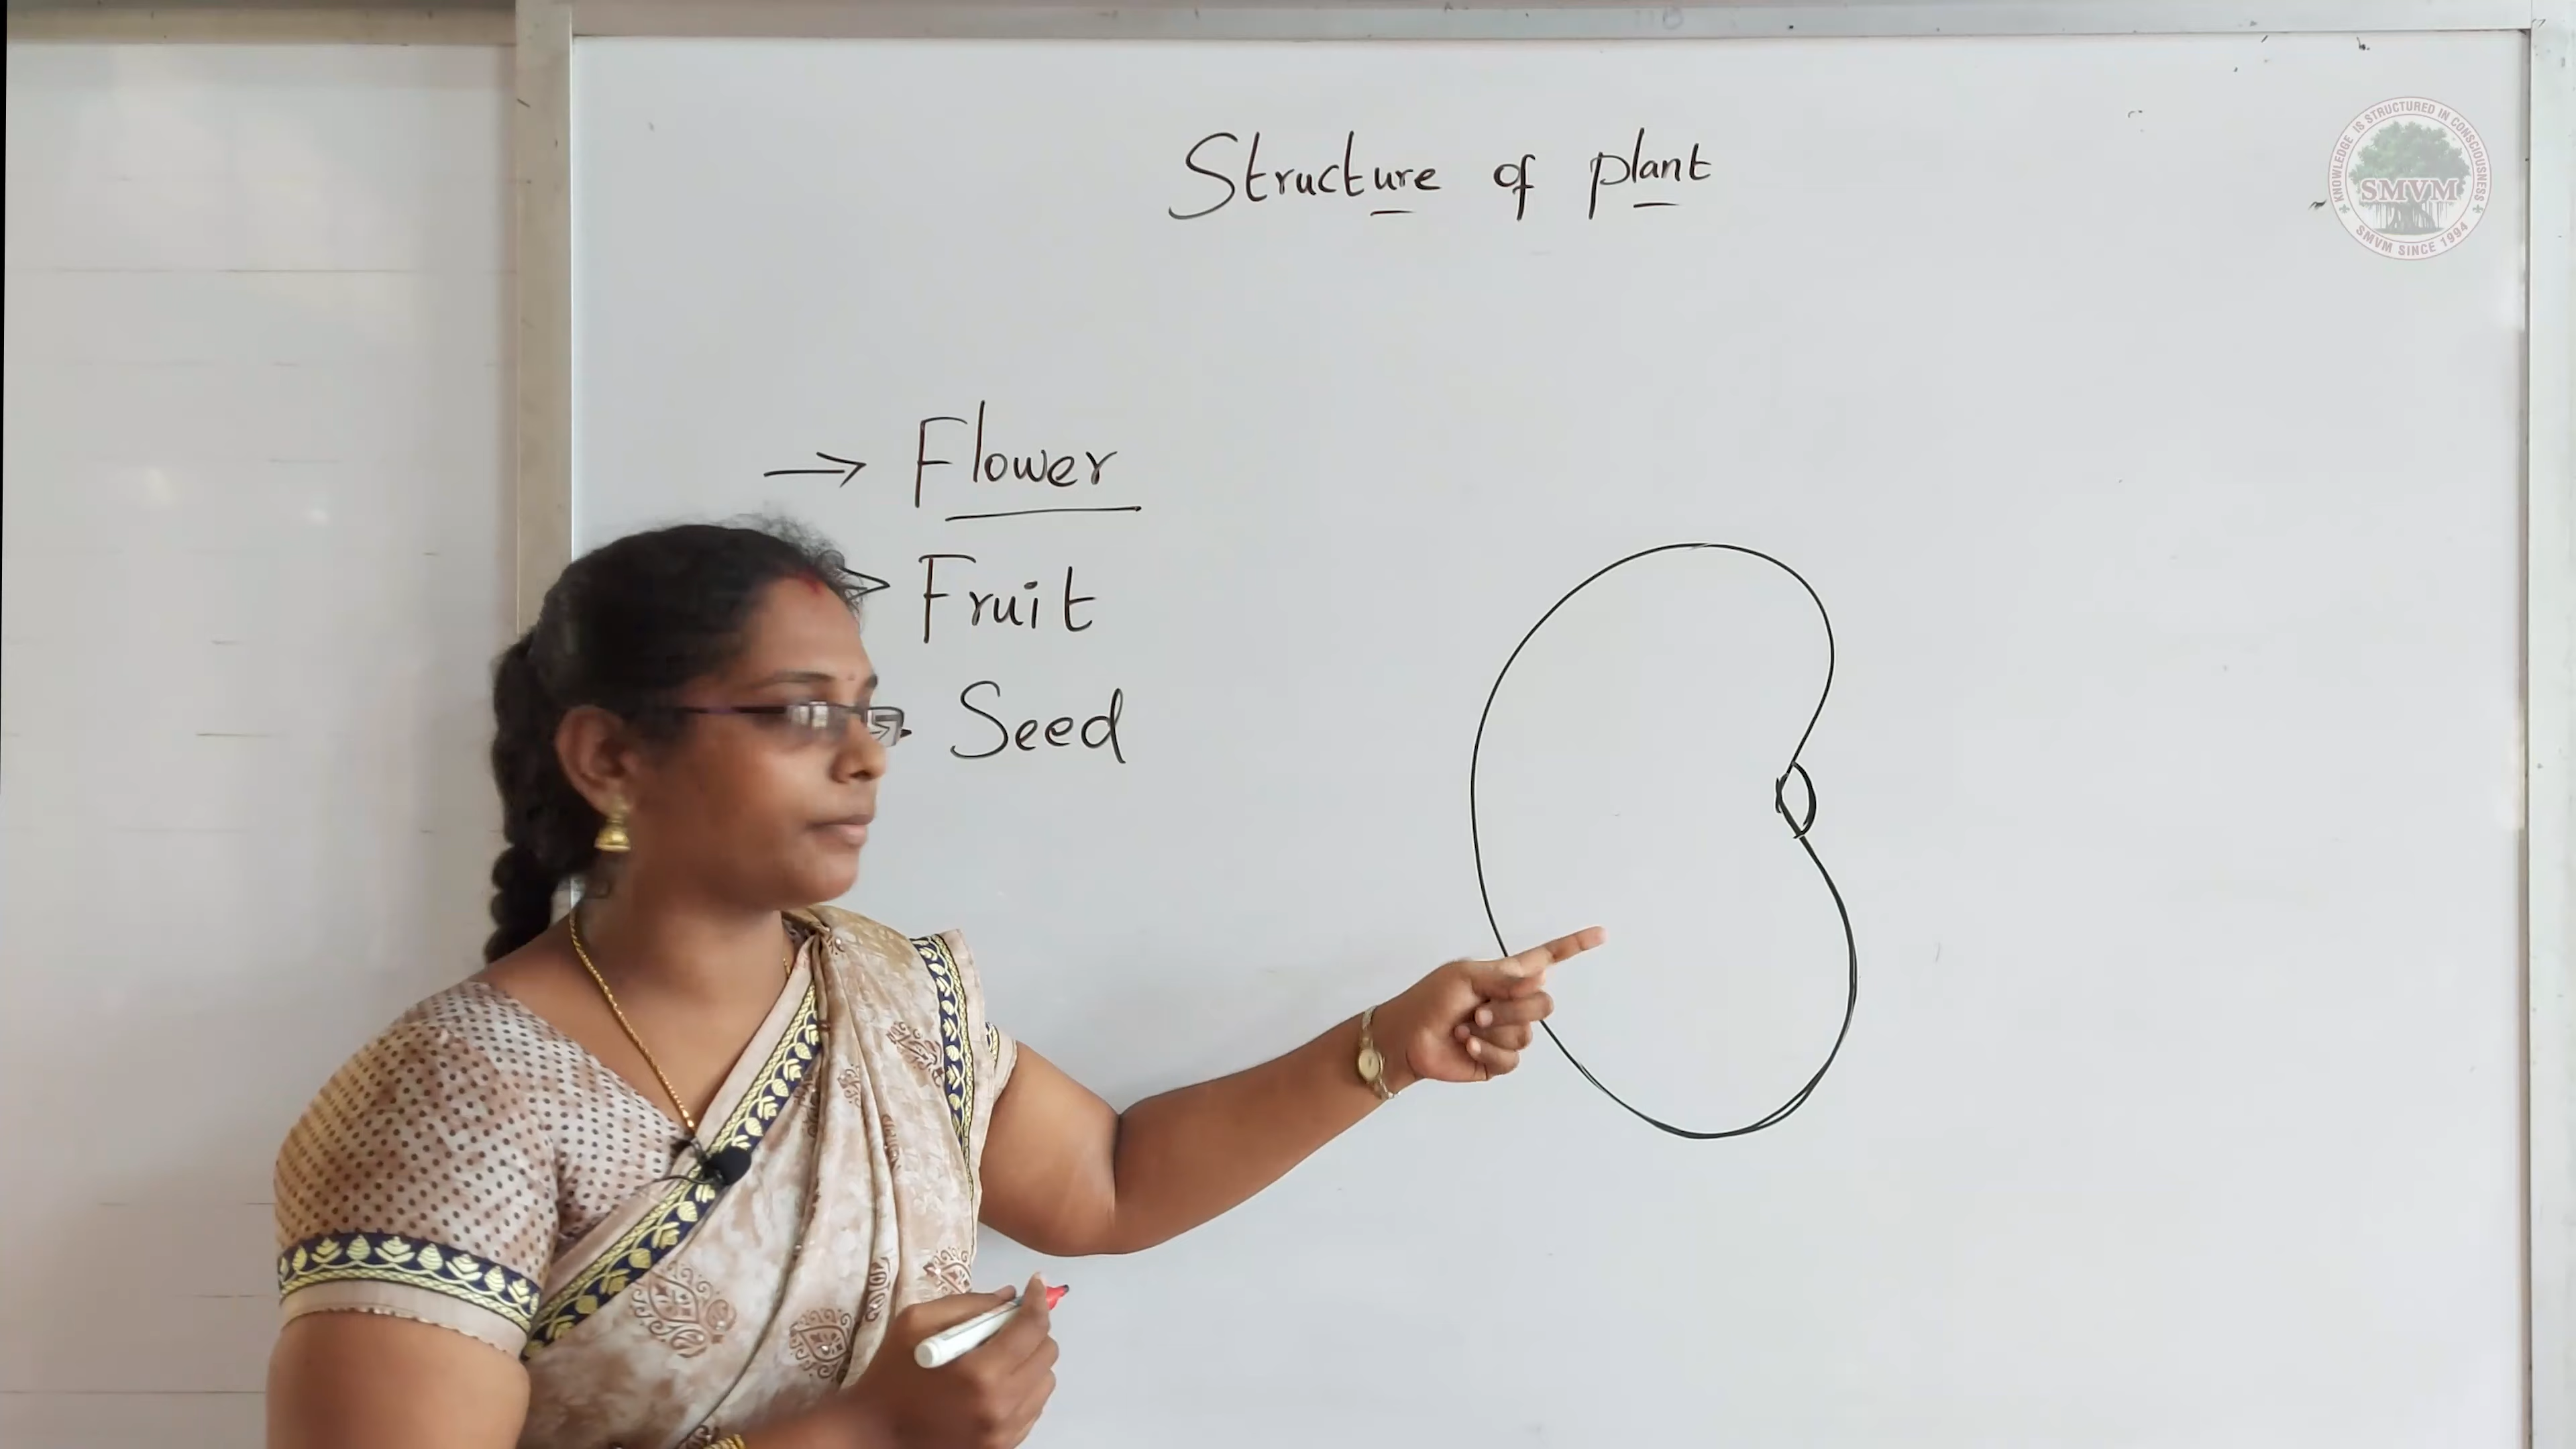 Structure of plant
KNOWLEDGE IS STRUCTURED IN CONSCIOUSNESS
SMVM
SMVM SINCE 1994
→ Flower
→ Fruit
→ Seed